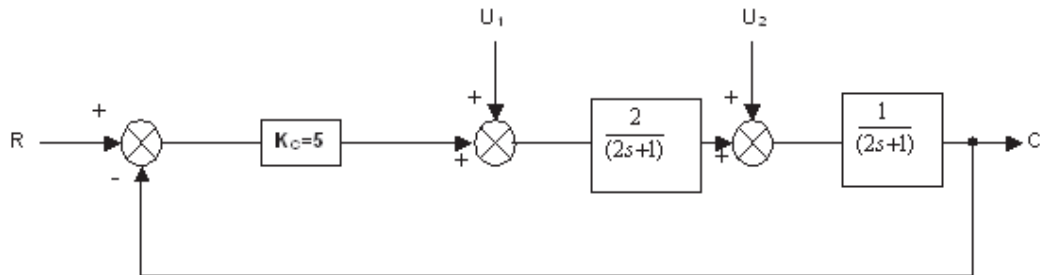 U₁ U₂
+ + +
R K_C=5 2/(2s+1) 1/(2s+1) C
- + +